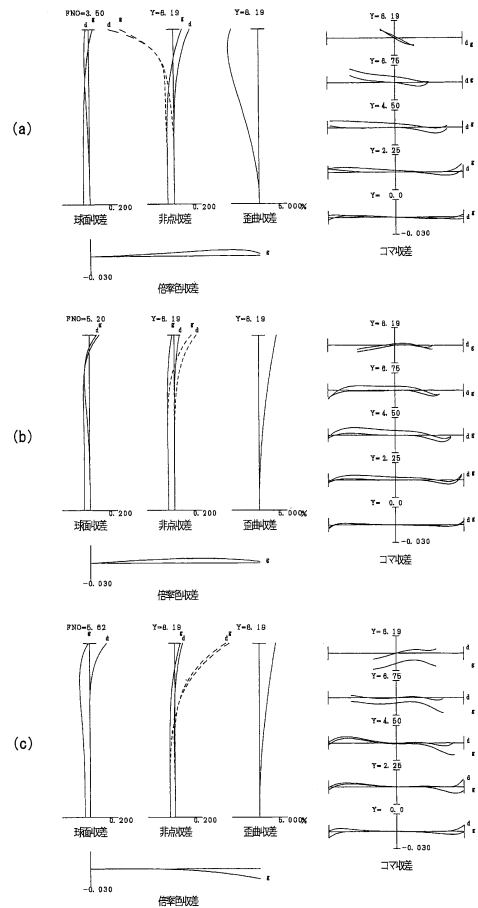 (a)
FNO=3.50
Y=8.19
Y=8.19
d g
g
g
d
0.200
0.200
5.000%
球面収差
非点収差
歪曲収差
-0.030
g
倍率色収差
Y=8.19
d g
Y=6.75
d g
Y=4.50
d g
Y=2.25
d g
Y= 0.0
d g
-0.030
コマ収差
(b)
FNO=5.20
Y=8.19
Y=8.19
g
d
g g
d d
0.200
0.200
5.000%
球面収差
非点収差
歪曲収差
-0.030
g
倍率色収差
Y=8.19
d g
Y=6.75
d g
Y=4.50
d g
Y=2.25
d g
Y= 0.0
d g
-0.030
コマ収差
(c)
FNO=5.62
Y=8.19
Y=8.19
g d
g
d
d g
0.200
0.200
5.000%
球面収差
非点収差
歪曲収差
-0.030
g
倍率色収差
Y=8.19
d
g
Y=6.75
d
g
Y=4.50
d
g
Y=2.25
d
g
Y= 0.0
d
g
-0.030
コマ収差